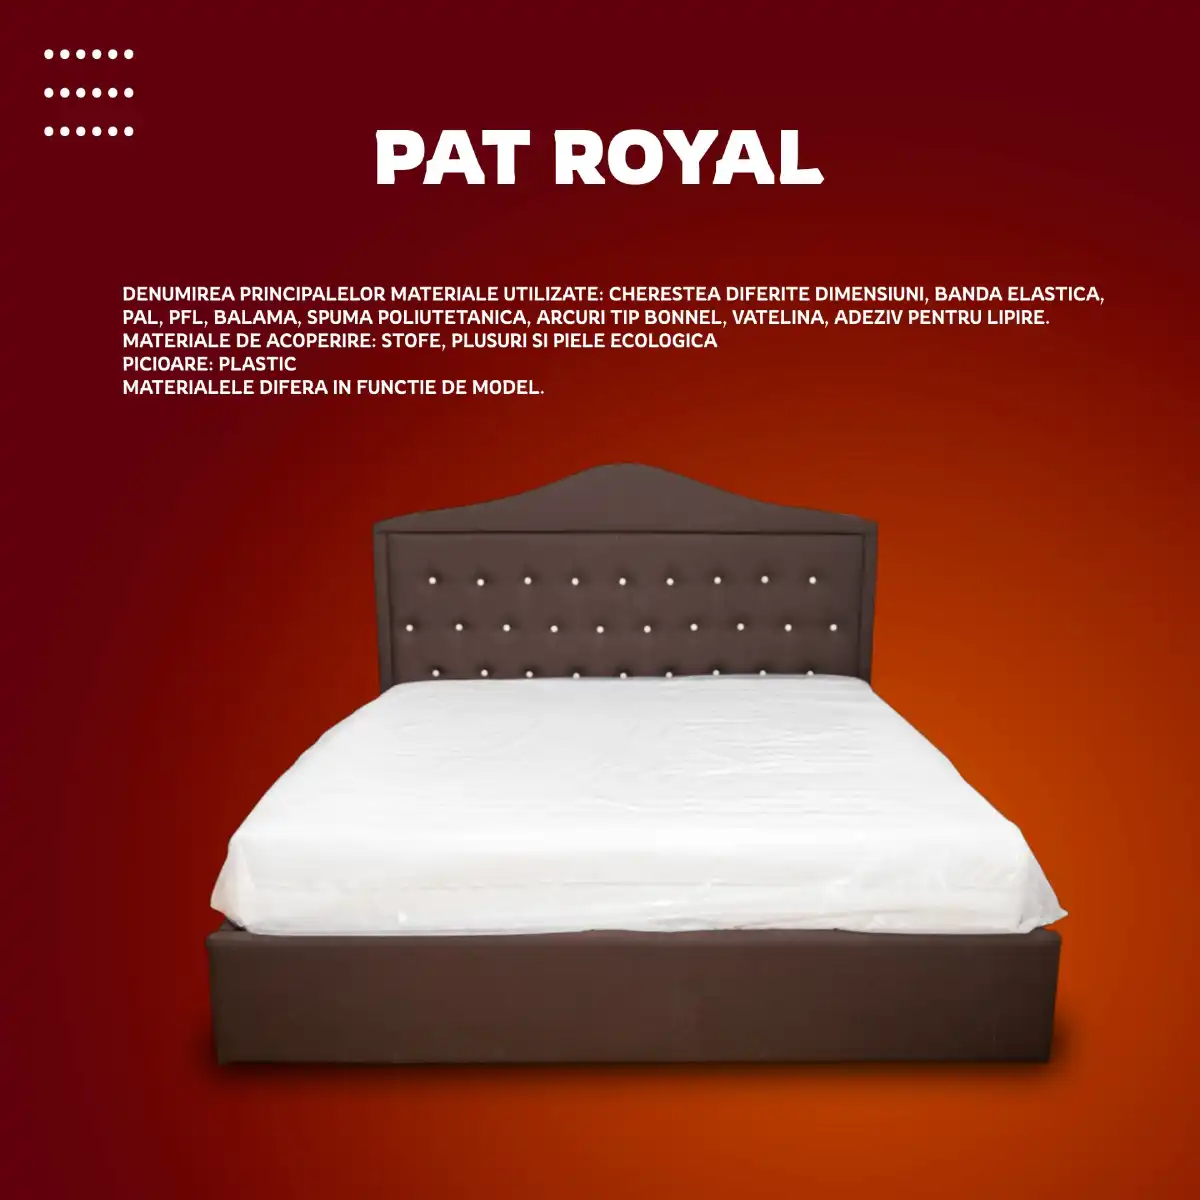 PAT ROYAL
DENUMIREA PRINCIPALELOR MATERIALE UTILIZATE: CHERESTEA DIFERITE DIMENSIUNI, BANDA ELASTICA,
PAL, PFL, BALAMA, SPUMA POLIUTETANICA, ARCURI TIP BONNEL, VATELINA, ADEZIV PENTRU LIPIRE.
MATERIALE DE ACOPERIRE: STOFE, PLUSURI SI PIELE ECOLOGICA
PICIOARE: PLASTIC
MATERIALELE DIFERA IN FUNCTIE DE MODEL.